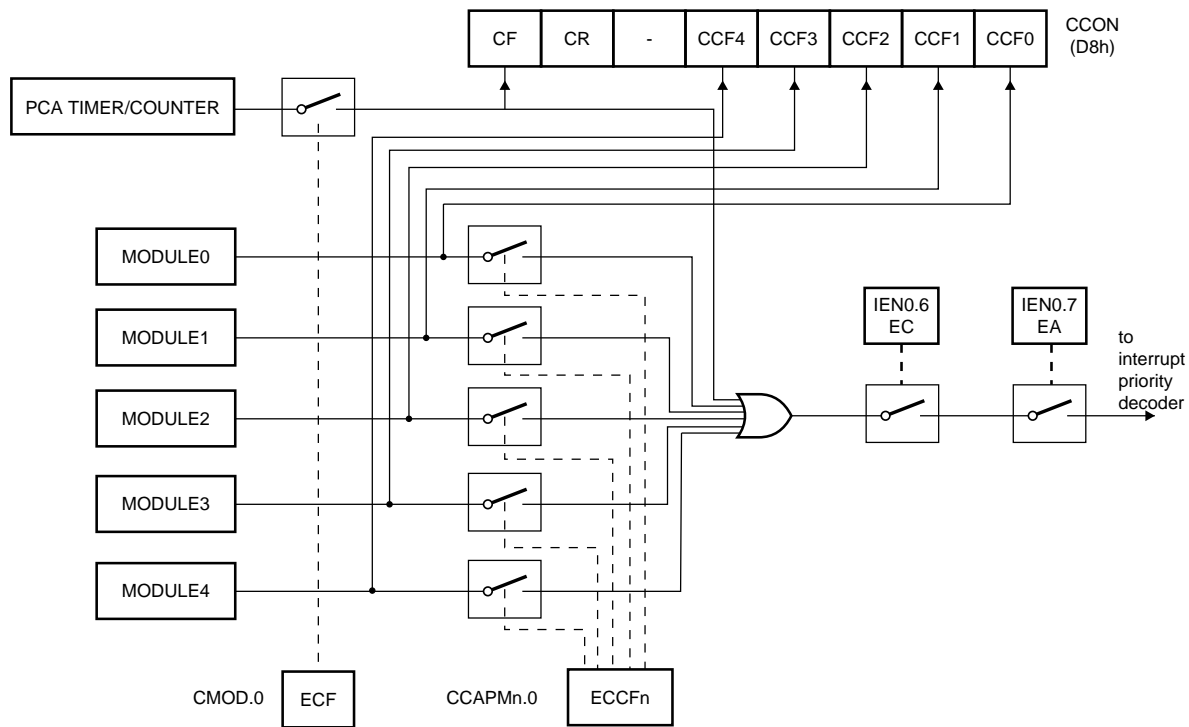 CF CR - CCF4 CCF3 CCF2 CCF1 CCF0
CCON
(D8h)
PCA TIMER/COUNTER
MODULE0
MODULE1
MODULE2
MODULE3
MODULE4
IEN0.6
EC
IEN0.7
EA
to
interrupt
priority
decoder
CMOD.0
ECF
CCAPMn.0
ECCFn